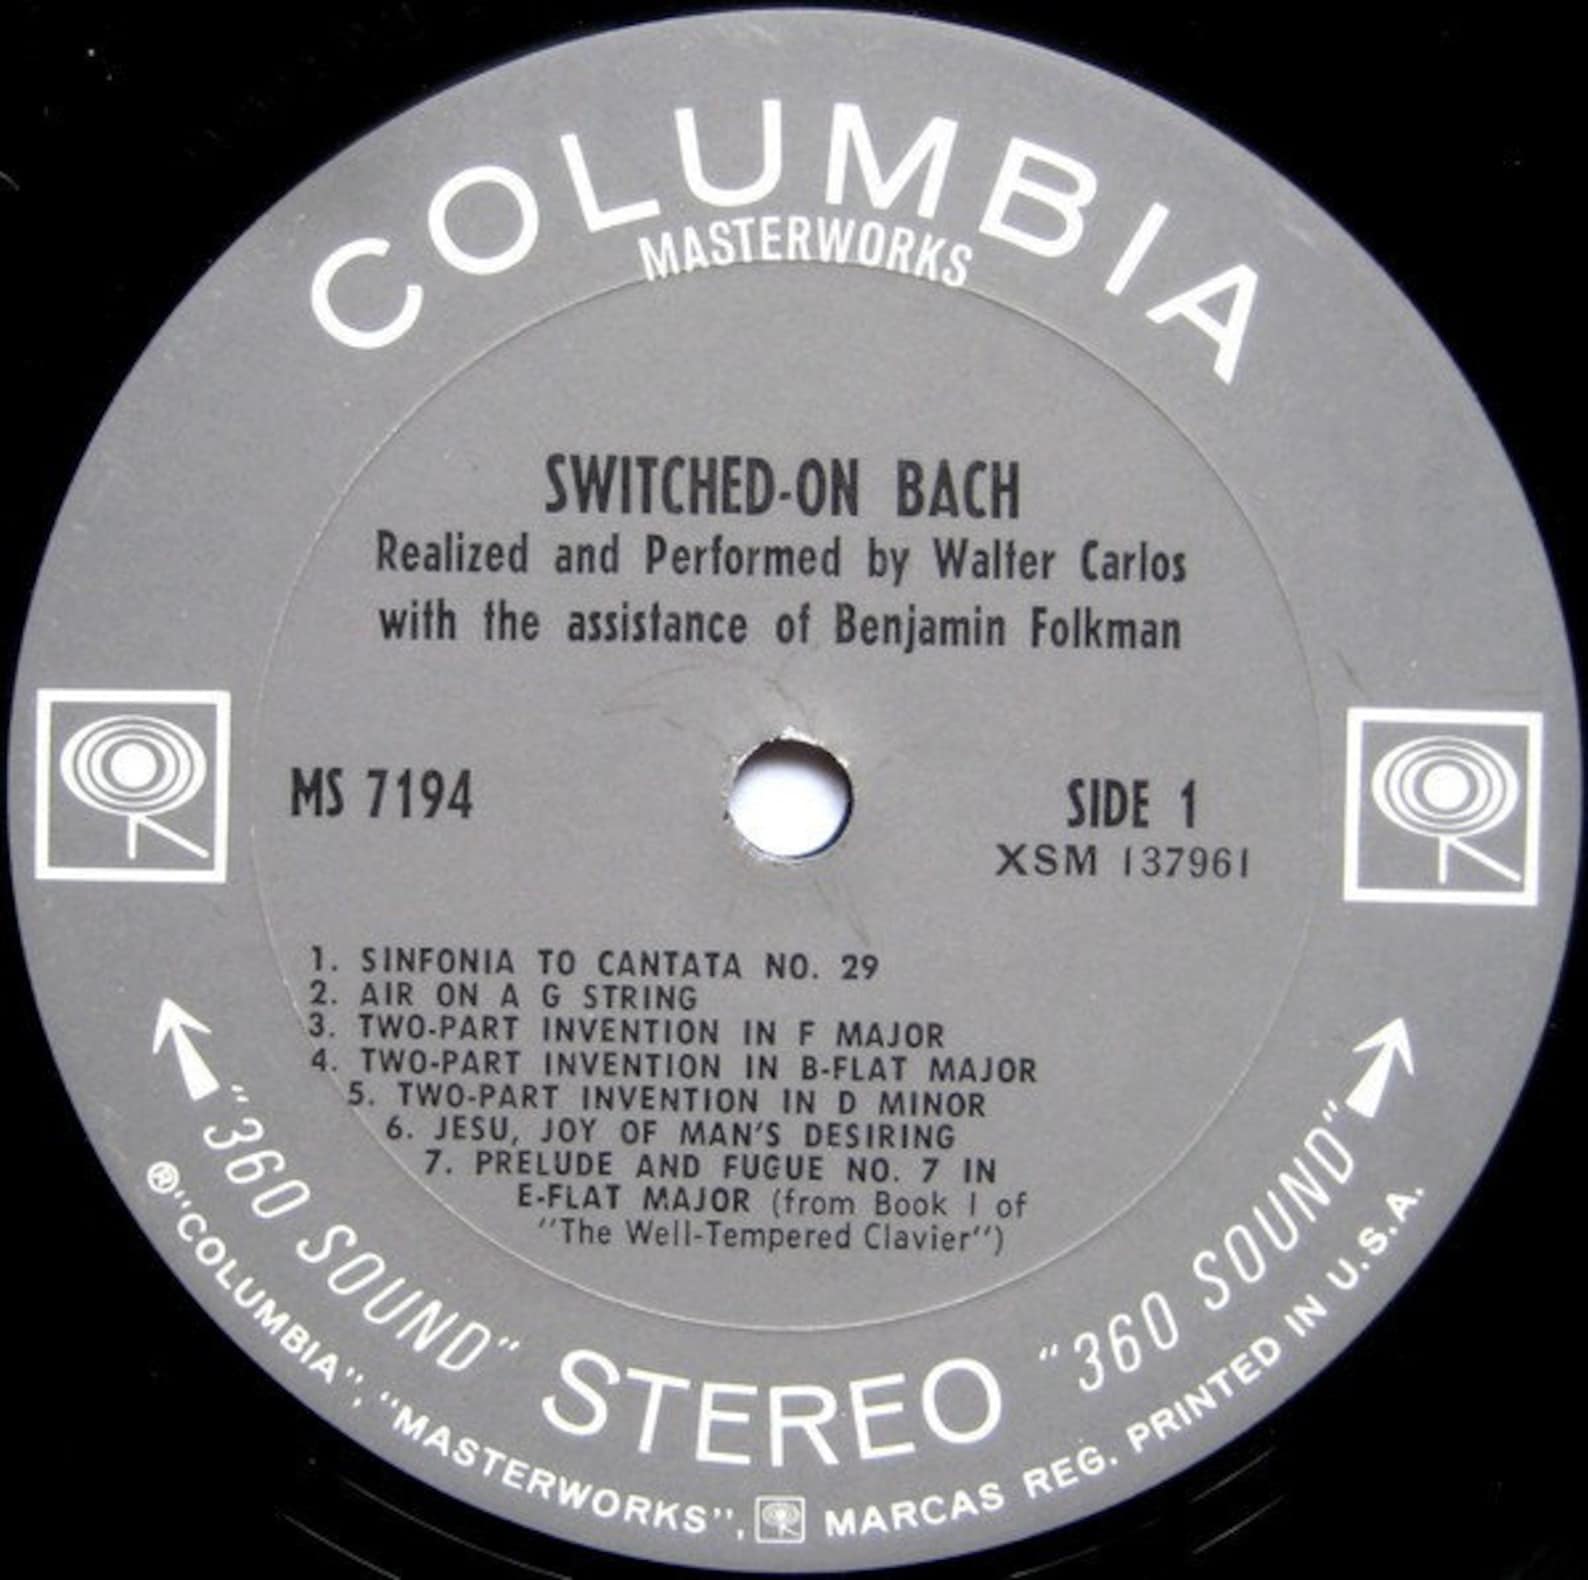 COLUMBIA
MASTERWORKS
SWITCHED-ON BACH
Realized and Performed by Walter Carlos
with the assistance of Benjamin Folkman
MS 7194
SIDE 1
XSM 137961
1. SINFONIA TO CANTATA NO. 29
2. AIR ON A G STRING
3. TWO-PART INVENTION IN F MAJOR
4. TWO-PART INVENTION IN B-FLAT MAJOR
5. TWO-PART INVENTION IN D MINOR
6. JESU, JOY OF MAN'S DESIRING
7. PRELUDE AND FUGUE NO. 7 IN
E-FLAT MAJOR (from Book I of
"The Well-Tempered Clavier")
"360 SOUND" STEREO "360 SOUND"
® "COLUMBIA", "MASTERWORKS", MARCAS REG. PRINTED IN U.S.A.